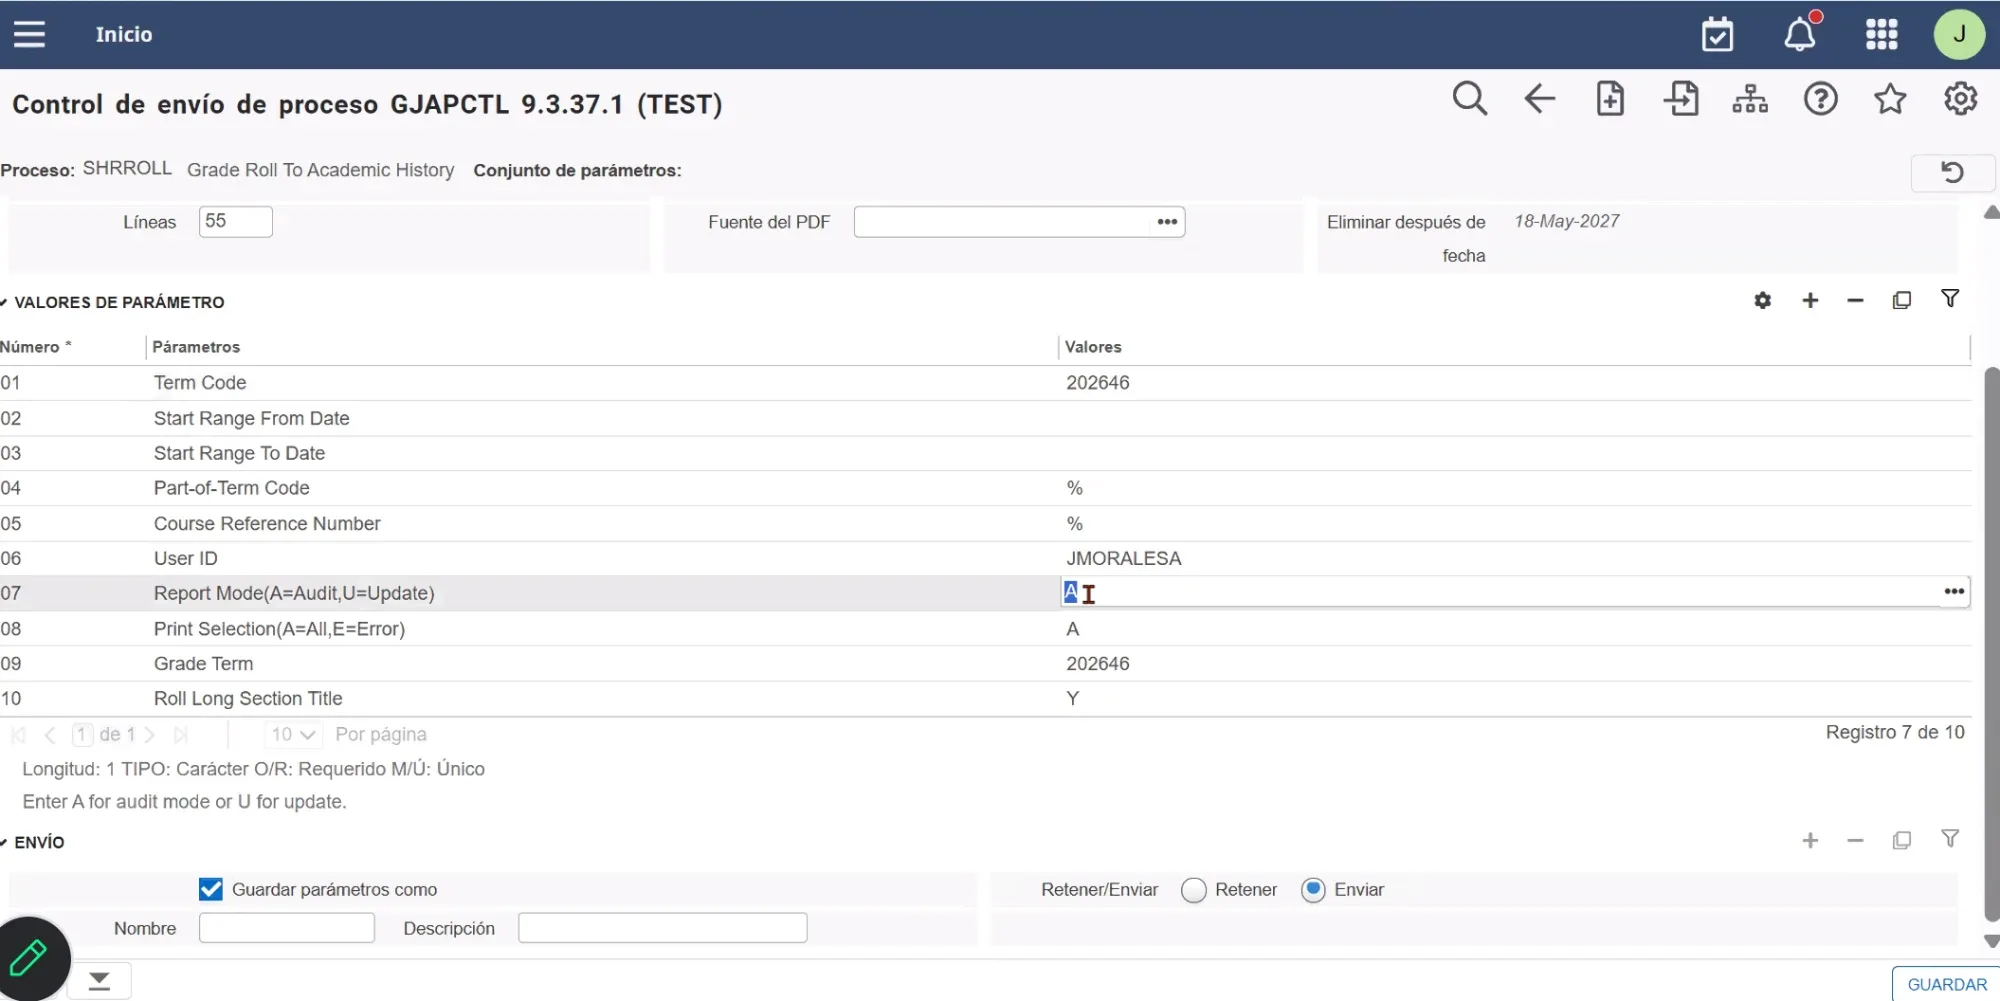 Inicio
J
Control de envío de proceso GJAPCTL 9.3.37.1 (TEST)
Proceso: SHRROLL Grade Roll To Academic History Conjunto de parámetros:
Líneas 55 Fuente del PDF ••• Eliminar después de fecha 18-May-2027
VALORES DE PARÁMETRO
Número * Párametros Valores
01 Term Code 202646
02 Start Range From Date
03 Start Range To Date
04 Part-of-Term Code %
05 Course Reference Number %
06 User ID JMORALESA
07 Report Mode(A=Audit,U=Update) A •••
08 Print Selection(A=All,E=Error) A
09 Grade Term 202646
10 Roll Long Section Title Y
1 de 1 10 Por página Registro 7 de 10
Longitud: 1 TIPO: Carácter O/R: Requerido M/Ú: Único
Enter A for audit mode or U for update.
ENVÍO
Guardar parámetros como Retener/Enviar Retener Enviar
Nombre Descripción
GUARDAR